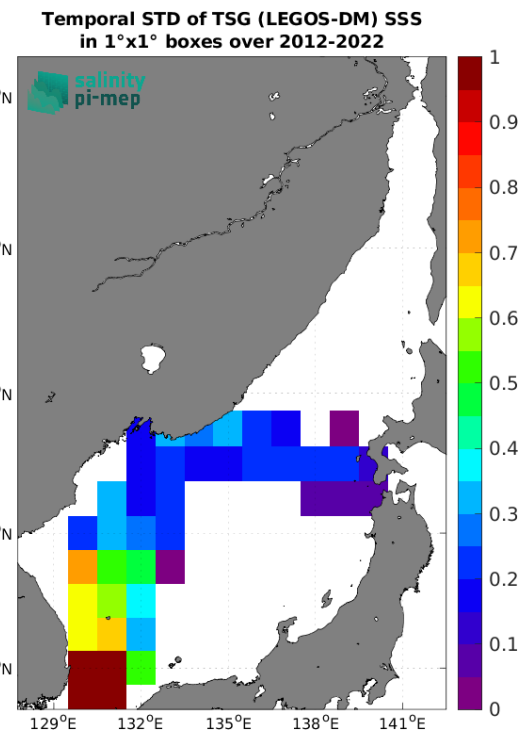 Temporal STD of TSG (LEGOS-DM) SSS
in 1°x1° boxes over 2012-2022
salinity
pi-mep
°N
°N
°N
°N
°N
1
0.9
0.8
0.7
0.6
0.5
0.4
0.3
0.2
0.1
0
129°E 132°E 135°E 138°E 141°E